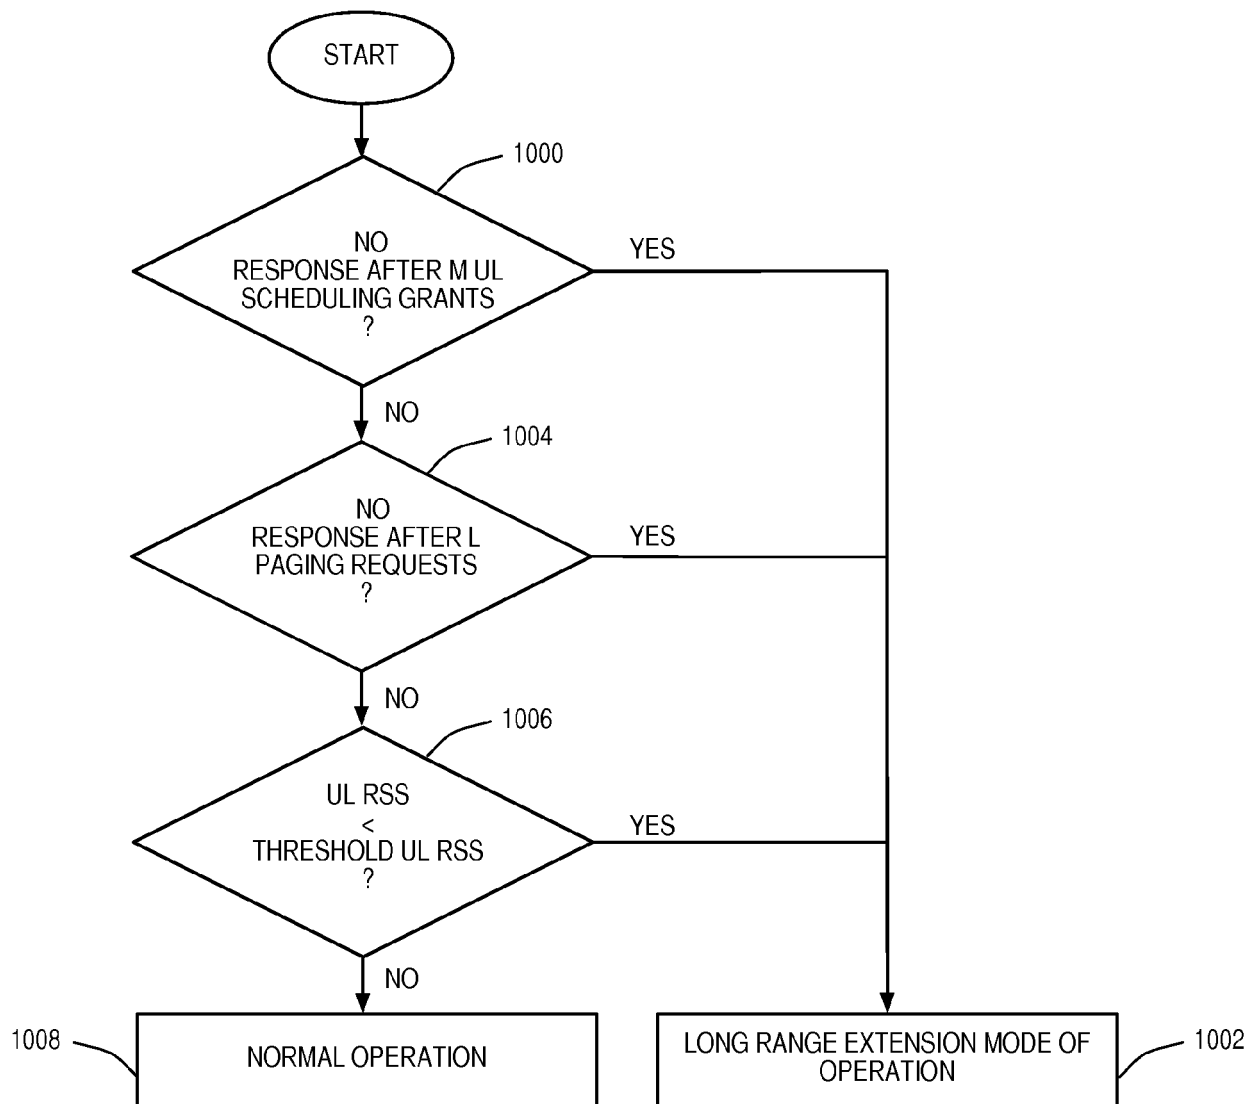 START
1000
NO
RESPONSE AFTER M UL
SCHEDULING GRANTS
?
YES
NO
1004
NO
RESPONSE AFTER L
PAGING REQUESTS
?
YES
NO
1006
UL RSS
<
THRESHOLD UL RSS
?
YES
NO
1008
NORMAL OPERATION
LONG RANGE EXTENSION MODE OF
OPERATION
1002